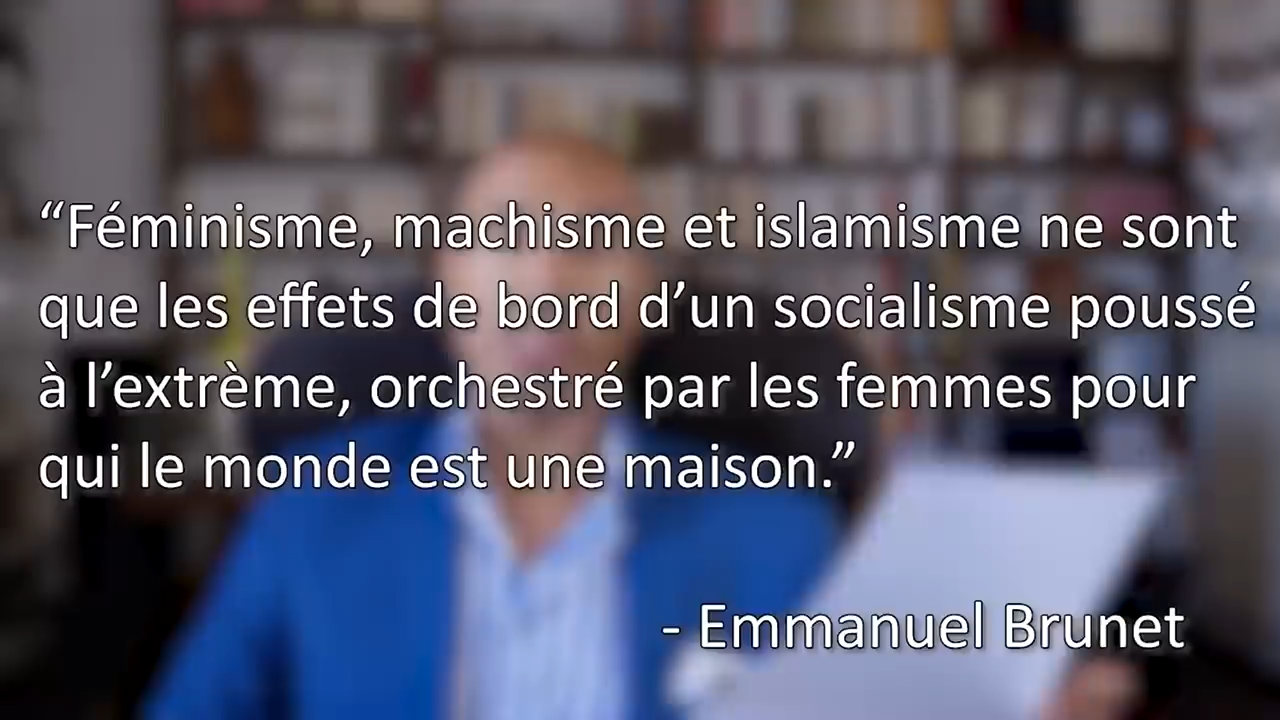 “Féminisme, machisme et islamisme ne sont
que les effets de bord d’un socialisme poussé
à l’extrème, orchestré par les femmes pour
qui le monde est une maison.”
- Emmanuel Brunet